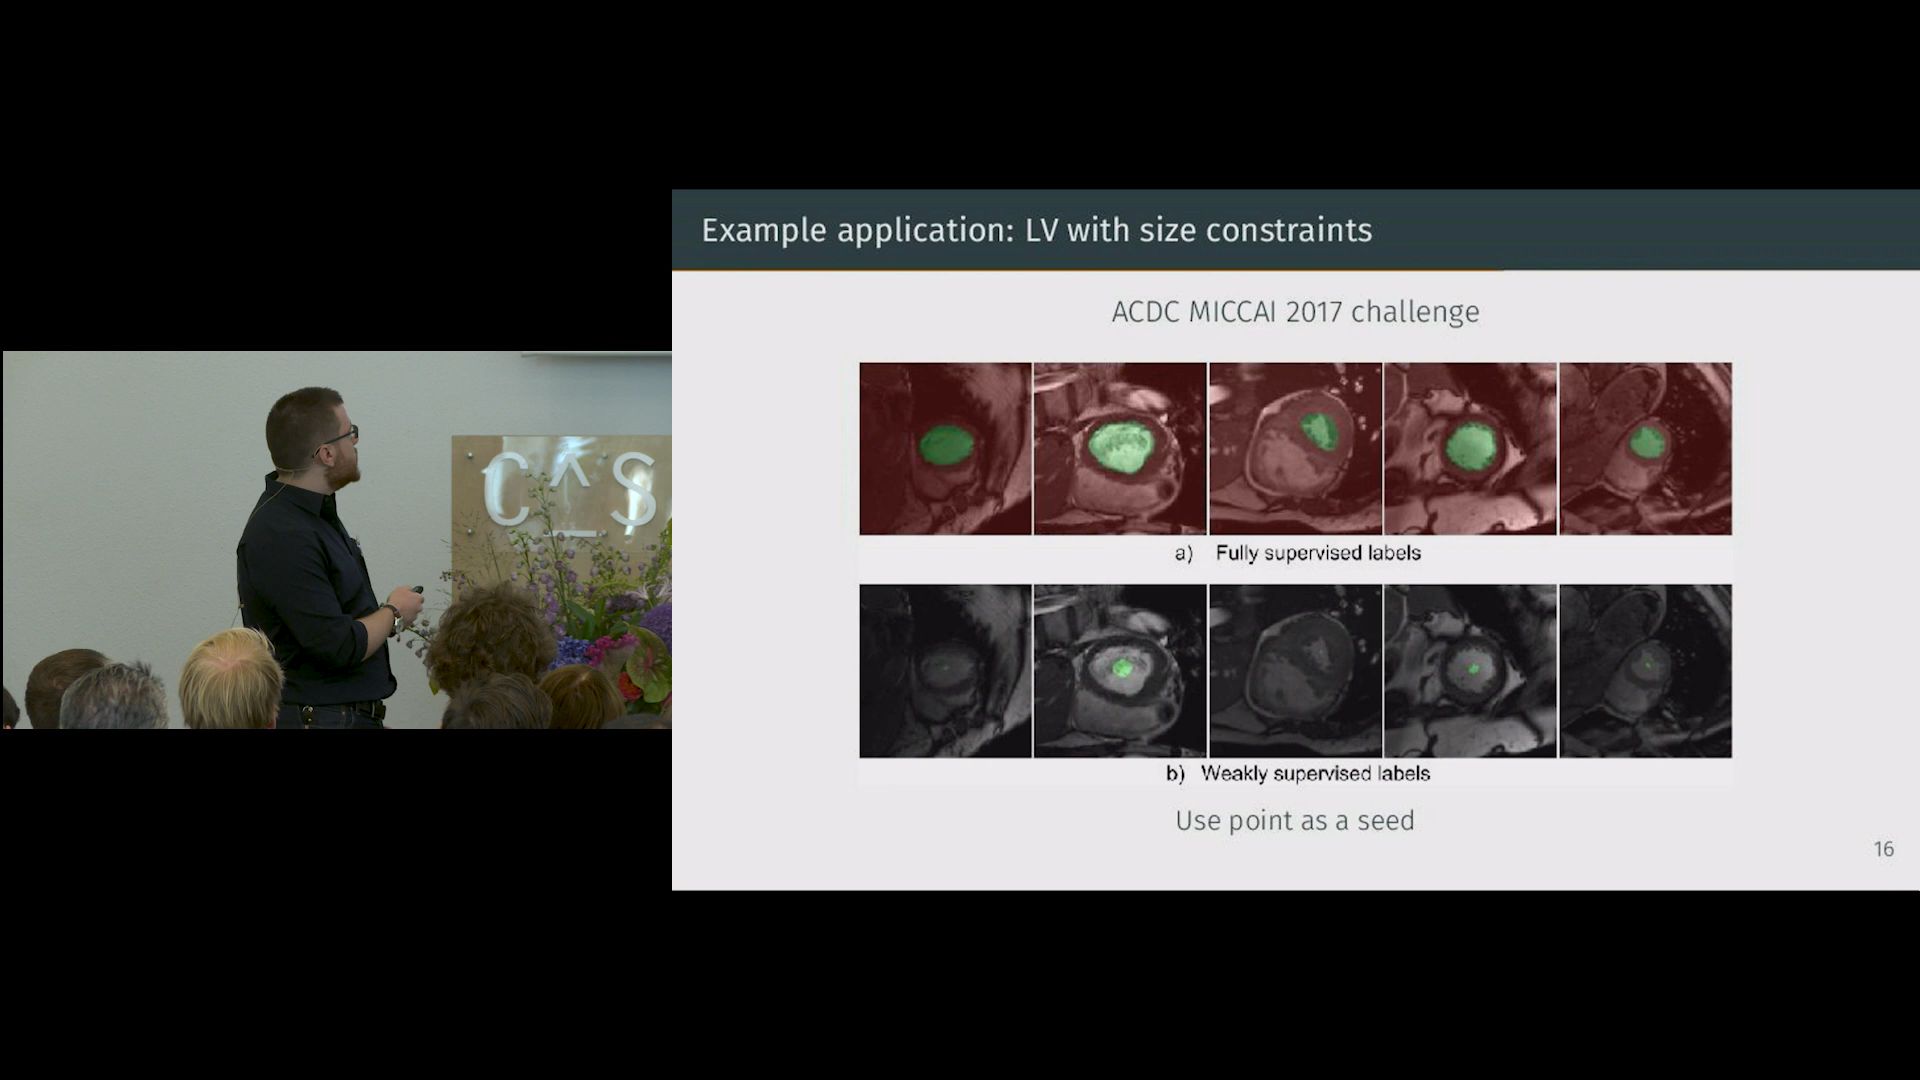 C^S
Example application: LV with size constraints
ACDC MICCAI 2017 challenge
a) Fully supervised labels
b) Weakly supervised labels
Use point as a seed
16